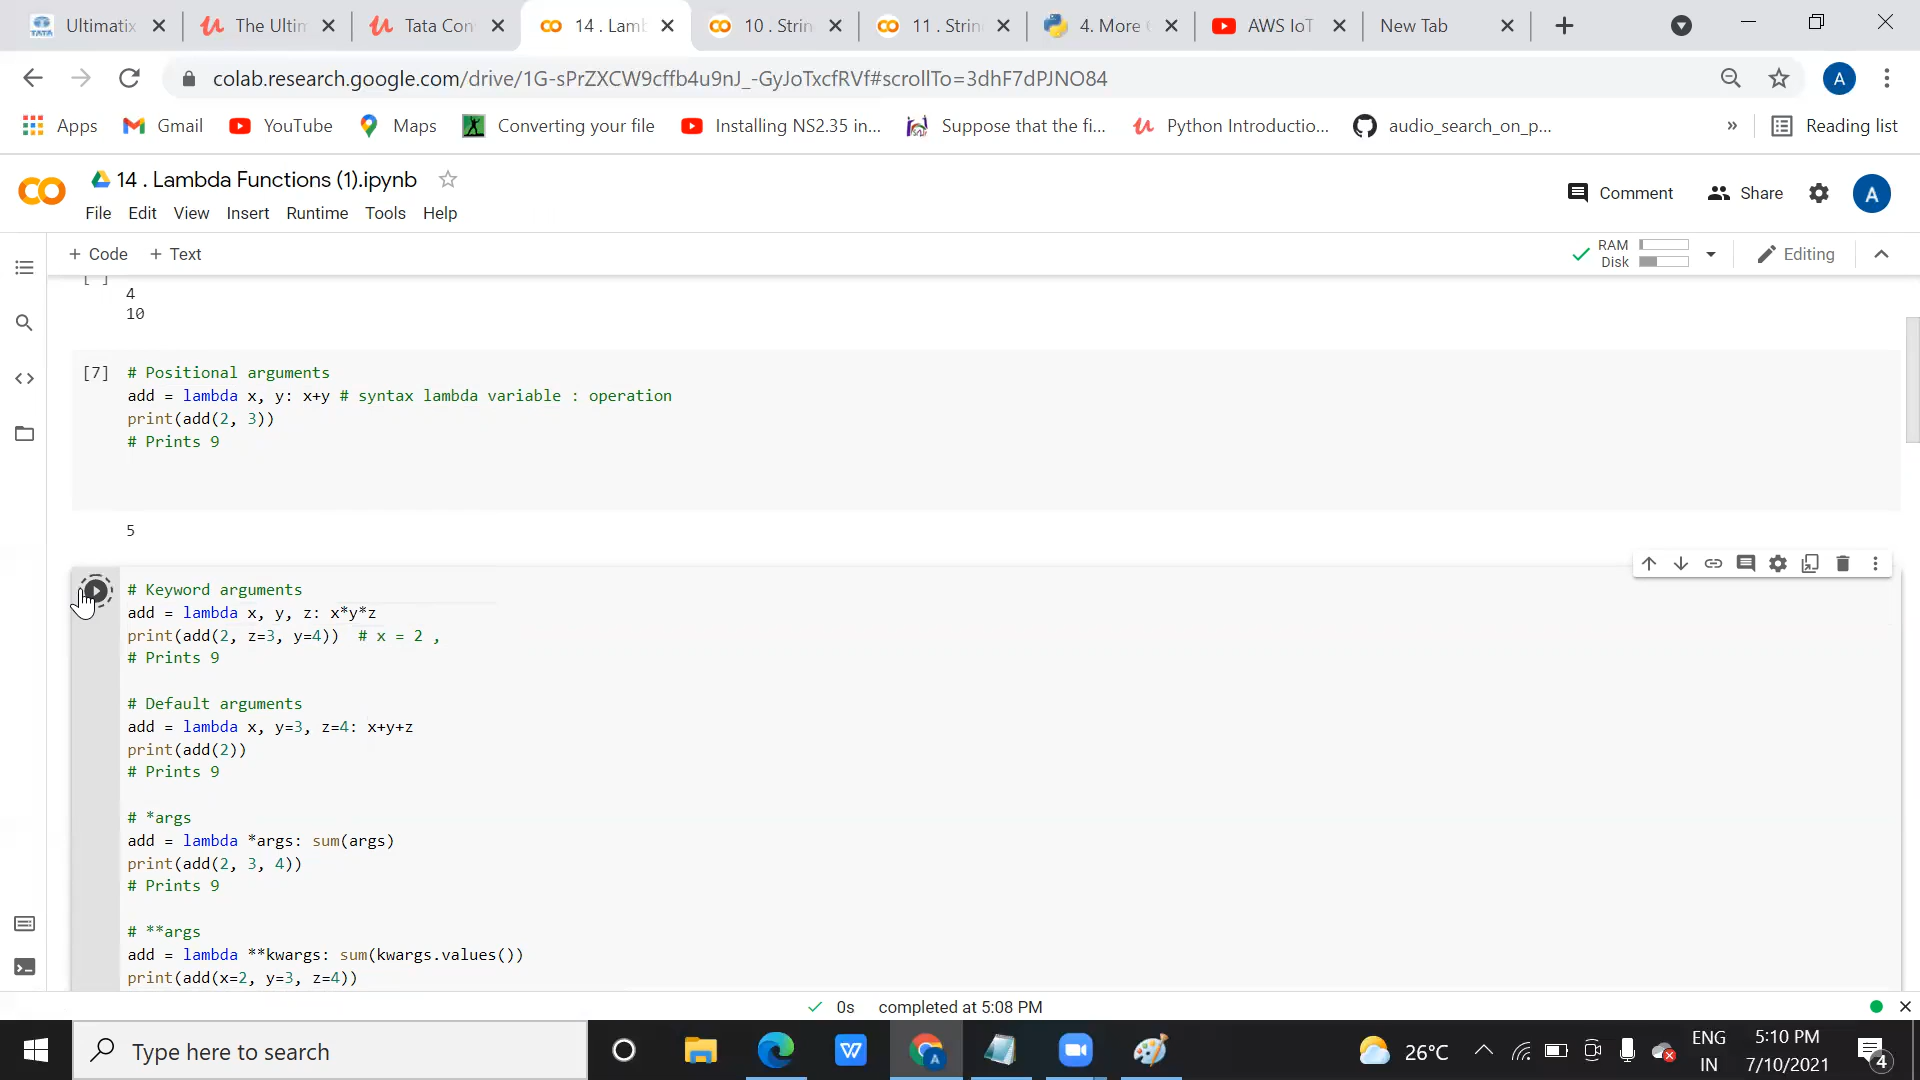 Ultimatix
The Ultim
Tata Con
14 . Lamb
10 . Strin
11 . Strin
4. More
AWS IoT
New Tab
colab.research.google.com/drive/1G-sPrZXCW9cffb4u9nJ_-GyJoTxcfRVf#scrollTo=3dhF7dPJNO84
A
Apps
Gmail
YouTube
Maps
Converting your file
Installing NS2.35 in...
Suppose that the fi...
Python Introductio...
audio_search_on_p...
»
Reading list
14 . Lambda Functions (1).ipynb
Comment
Share
A
File Edit View Insert Runtime Tools Help
+ Code + Text
RAM
Disk
Editing
[ ]
4
10
[7]
# Positional arguments
add = lambda x, y: x+y # syntax lambda variable : operation
print(add(2, 3))
# Prints 9
5
# Keyword arguments
add = lambda x, y, z: x*y*z
print(add(2, z=3, y=4))  # x = 2 ,
# Prints 9
# Default arguments
add = lambda x, y=3, z=4: x+y+z
print(add(2))
# Prints 9
# *args
add = lambda *args: sum(args)
print(add(2, 3, 4))
# Prints 9
# **args
add = lambda **kwargs: sum(kwargs.values())
print(add(x=2, y=3, z=4))
0s completed at 5:08 PM
Type here to search
A
26°C
ENG
IN
5:10 PM
7/10/2021
4